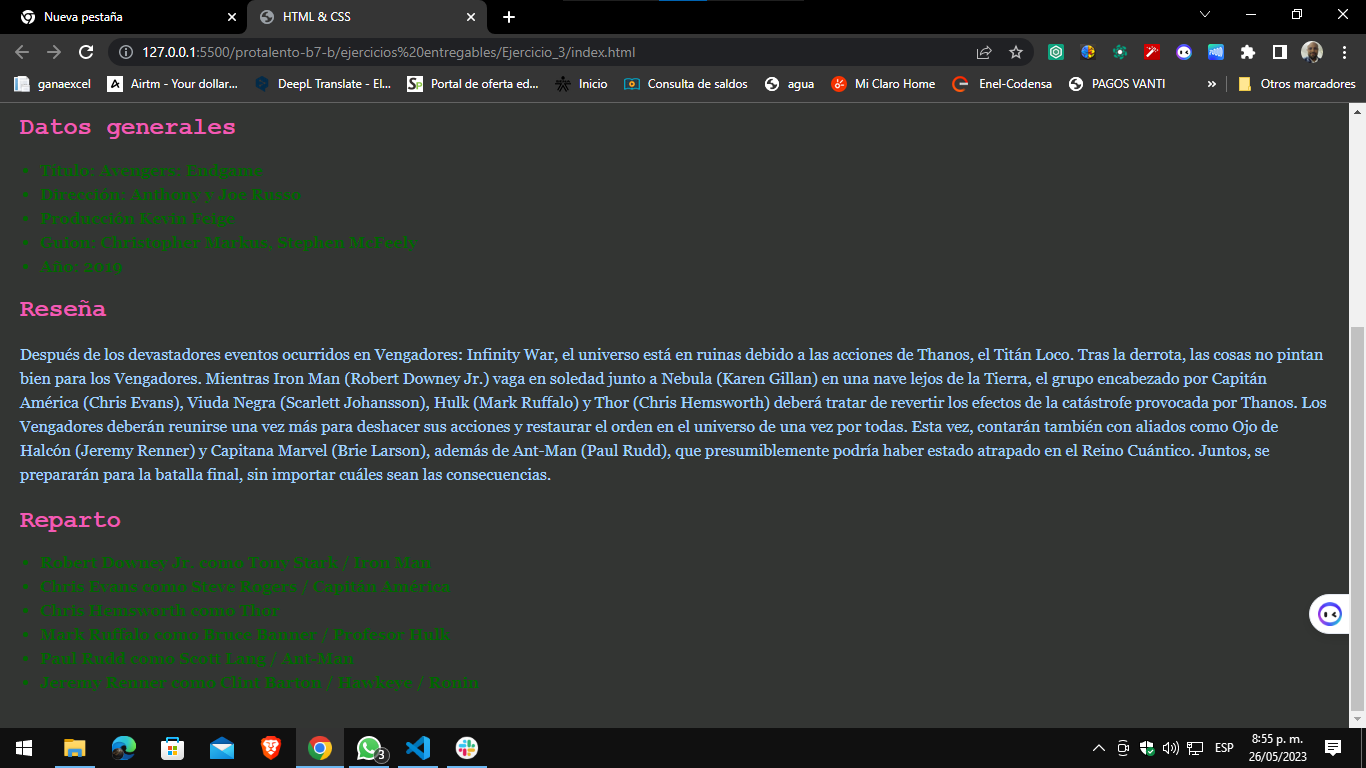 Nueva pestaña
HTML & CSS
127.0.0.1:5500/protalento-b7-b/ejercicios%20entregables/Ejercicio_3/index.html
ganaexcel
Airtm - Your dollar...
DeepL Translate - El...
Portal de oferta ed...
Inicio
Consulta de saldos
agua
Mi Claro Home
Enel-Codensa
PAGOS VANTI
»
Otros marcadores
Datos generales
• Título: Avengers: Endgame
• Dirección: Anthony y Joe Russo
• Producción Kevin Feige
• Guion: Christopher Markus, Stephen McFeely
• Año: 2019
Reseña
Después de los devastadores eventos ocurridos en Vengadores: Infinity War, el universo está en ruinas debido a las acciones de Thanos, el Titán Loco. Tras la derrota, las cosas no pintan
bien para los Vengadores. Mientras Iron Man (Robert Downey Jr.) vaga en soledad junto a Nebula (Karen Gillan) en una nave lejos de la Tierra, el grupo encabezado por Capitán
América (Chris Evans), Viuda Negra (Scarlett Johansson), Hulk (Mark Ruffalo) y Thor (Chris Hemsworth) deberá tratar de revertir los efectos de la catástrofe provocada por Thanos. Los
Vengadores deberán reunirse una vez más para deshacer sus acciones y restaurar el orden en el universo de una vez por todas. Esta vez, contarán también con aliados como Ojo de
Halcón (Jeremy Renner) y Capitana Marvel (Brie Larson), además de Ant-Man (Paul Rudd), que presumiblemente podría haber estado atrapado en el Reino Cuántico. Juntos, se
prepararán para la batalla final, sin importar cuáles sean las consecuencias.
Reparto
• Robert Downey Jr. como Tony Stark / Iron Man
• Chris Evans como Steve Rogers / Capitán América
• Chris Hemsworth como Thor
• Mark Ruffalo como Bruce Banner / Profesor Hulk
• Paul Rudd como Scott Lang / Ant-Man
• Jeremy Renner como Clint Barton / Hawkeye / Ronin
3
ESP
8:55 p. m.
26/05/2023